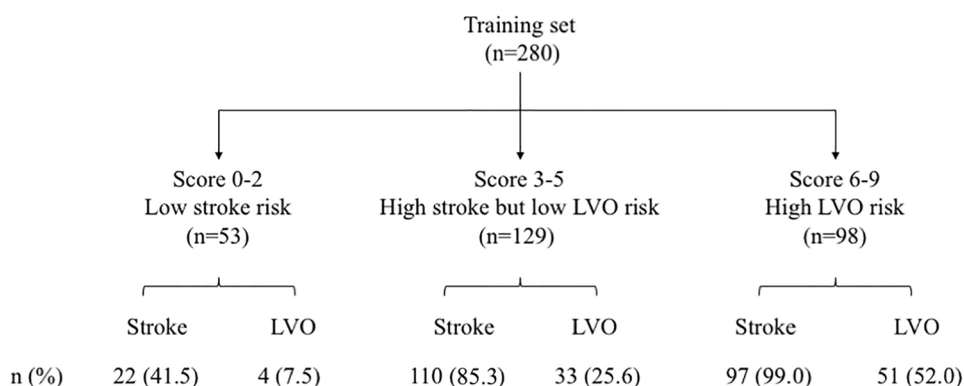 Training set
(n=280)
Score 0-2
Low stroke risk
(n=53)
Score 3-5
High stroke but low LVO risk
(n=129)
Score 6-9
High LVO risk
(n=98)
Stroke LVO Stroke LVO Stroke LVO
n (%) 22 (41.5) 4 (7.5) 110 (85.3) 33 (25.6) 97 (99.0) 51 (52.0)